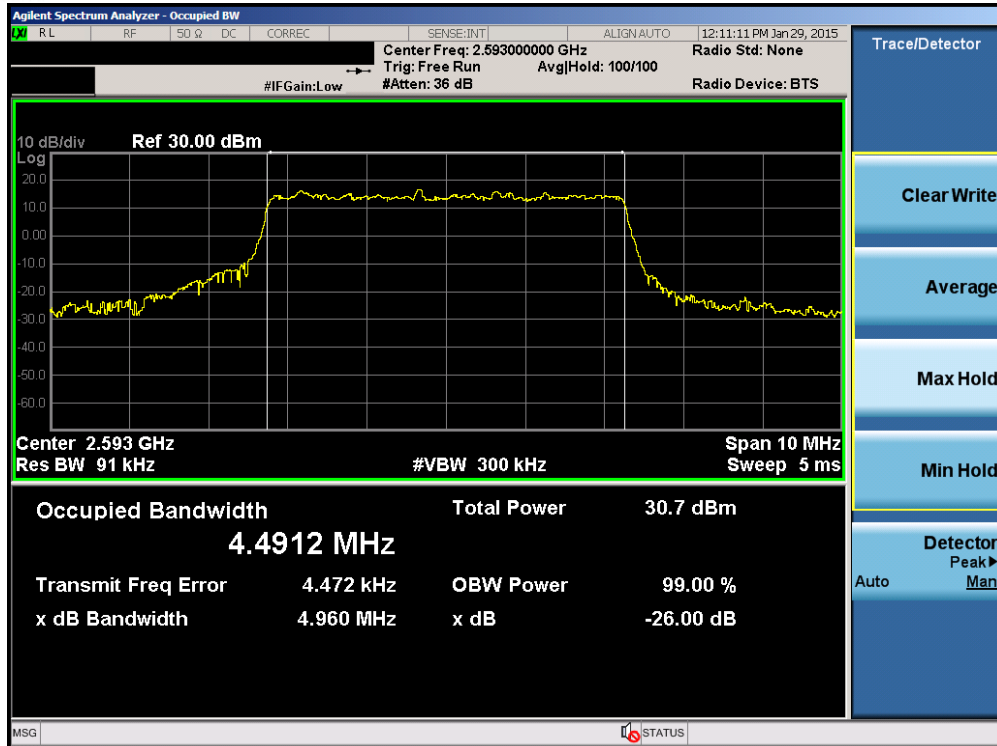 Agilent Spectrum Analyzer - Occupied BW
LXI RL RF 50 Ω DC CORREC SENSE:INT ALIGN AUTO 12:11:11 PM Jan 29, 2015
Center Freq: 2.593000000 GHz Radio Std: None
Trig: Free Run Avg|Hold: 100/100
#IFGain:Low #Atten: 36 dB Radio Device: BTS
10 dB/div Ref 30.00 dBm
Log
20.0
10.0
0.00
-10.0
-20.0
-30.0
-40.0
-50.0
-60.0
Center 2.593 GHz Span 10 MHz
Res BW 91 kHz #VBW 300 kHz Sweep 5 ms
Occupied Bandwidth Total Power 30.7 dBm
4.4912 MHz
Transmit Freq Error 4.472 kHz OBW Power 99.00 %
x dB Bandwidth 4.960 MHz x dB -26.00 dB
Trace/Detector
Clear Write
Average
Max Hold
Min Hold
Detector
Peak▶
Auto Man
MSG STATUS